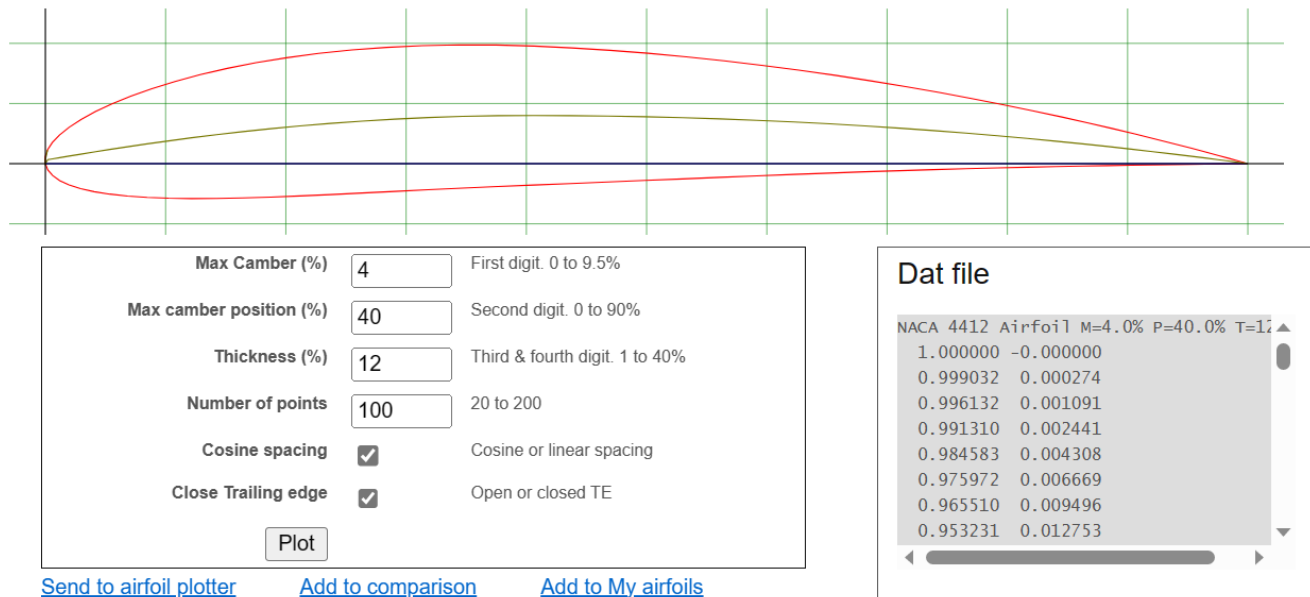 Max Camber (%) 4 First digit. 0 to 9.5%
Max camber position (%) 40 Second digit. 0 to 90%
Thickness (%) 12 Third & fourth digit. 1 to 40%
Number of points 100 20 to 200
Cosine spacing Cosine or linear spacing
Close Trailing edge Open or closed TE
Plot
Send to airfoil plotter Add to comparison Add to My airfoils
Dat file
NACA 4412 Airfoil M=4.0% P=40.0% T=12
1.000000 -0.000000
0.999032 0.000274
0.996132 0.001091
0.991310 0.002441
0.984583 0.004308
0.975972 0.006669
0.965510 0.009496
0.953231 0.012753